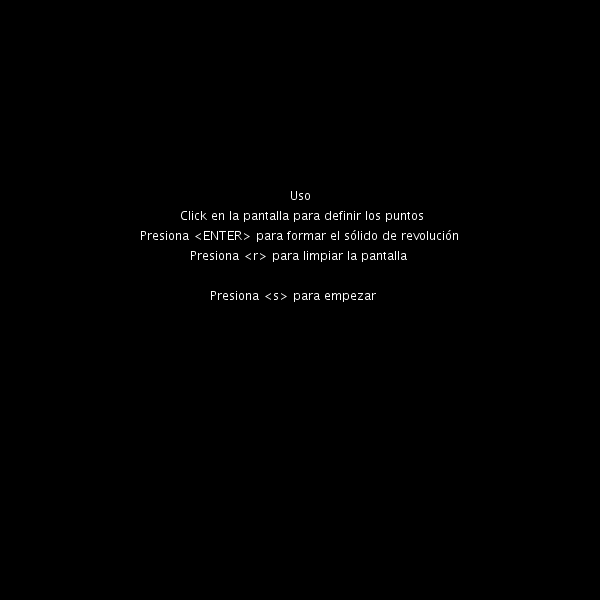 Uso
Click en la pantalla para definir los puntos
Presiona <ENTER> para formar el sólido de revolución
Presiona <r> para limpiar la pantalla
Presiona <s> para empezar